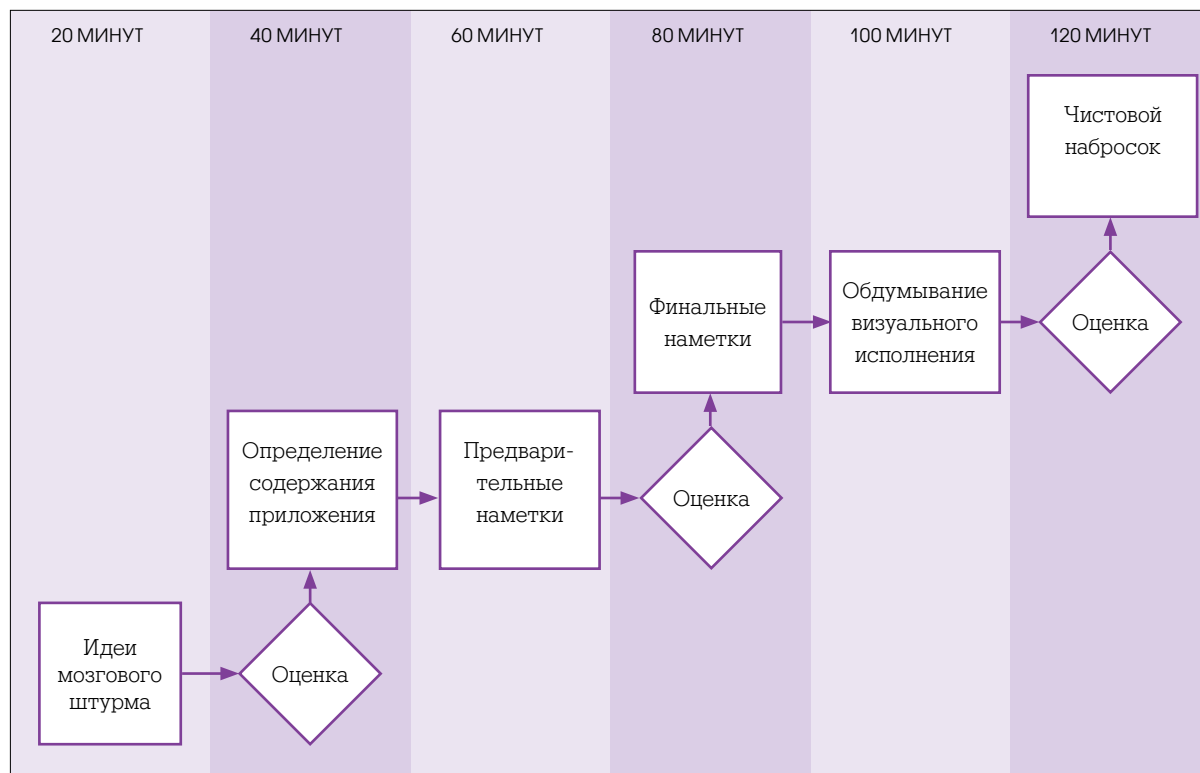 20 МИНУТ
40 МИНУТ
60 МИНУТ
80 МИНУТ
100 МИНУТ
120 МИНУТ
Чистовой
набросок
Финальные
наметки
Обдумывание
визуального
исполнения
Оценка
Определение
содержания
приложения
Предвари-
тельные
наметки
Оценка
Идеи
мозгового
штурма
Оценка